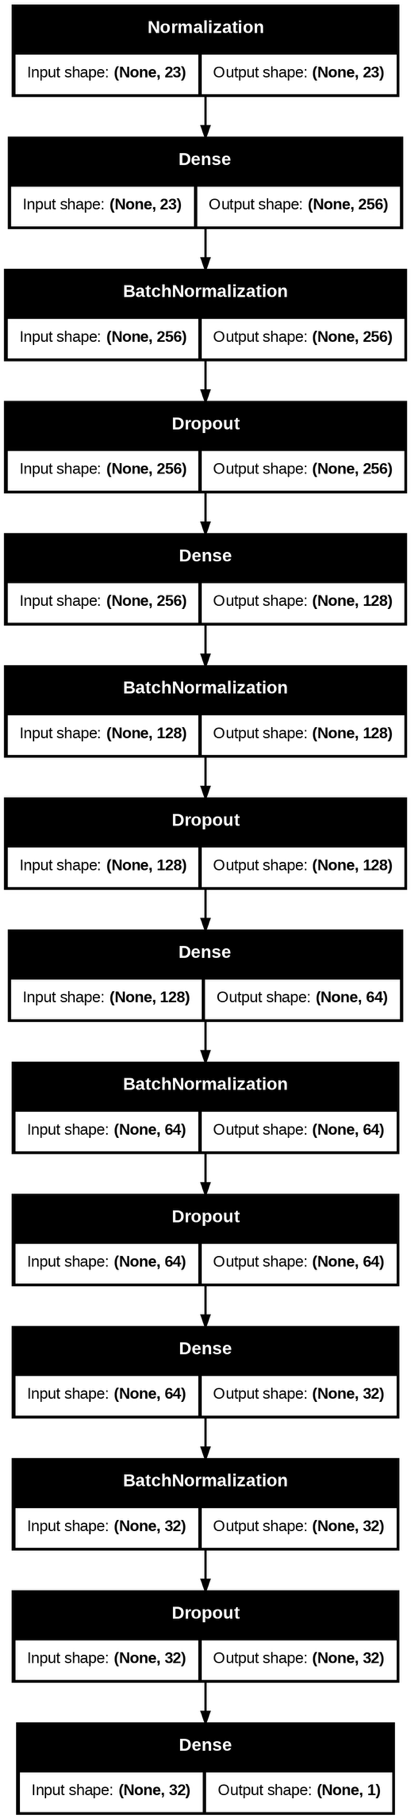 Normalization
Input shape: (None, 23) Output shape: (None, 23)
Dense
Input shape: (None, 23) Output shape: (None, 256)
BatchNormalization
Input shape: (None, 256) Output shape: (None, 256)
Dropout
Input shape: (None, 256) Output shape: (None, 256)
Dense
Input shape: (None, 256) Output shape: (None, 128)
BatchNormalization
Input shape: (None, 128) Output shape: (None, 128)
Dropout
Input shape: (None, 128) Output shape: (None, 128)
Dense
Input shape: (None, 128) Output shape: (None, 64)
BatchNormalization
Input shape: (None, 64) Output shape: (None, 64)
Dropout
Input shape: (None, 64) Output shape: (None, 64)
Dense
Input shape: (None, 64) Output shape: (None, 32)
BatchNormalization
Input shape: (None, 32) Output shape: (None, 32)
Dropout
Input shape: (None, 32) Output shape: (None, 32)
Dense
Input shape: (None, 32) Output shape: (None, 1)